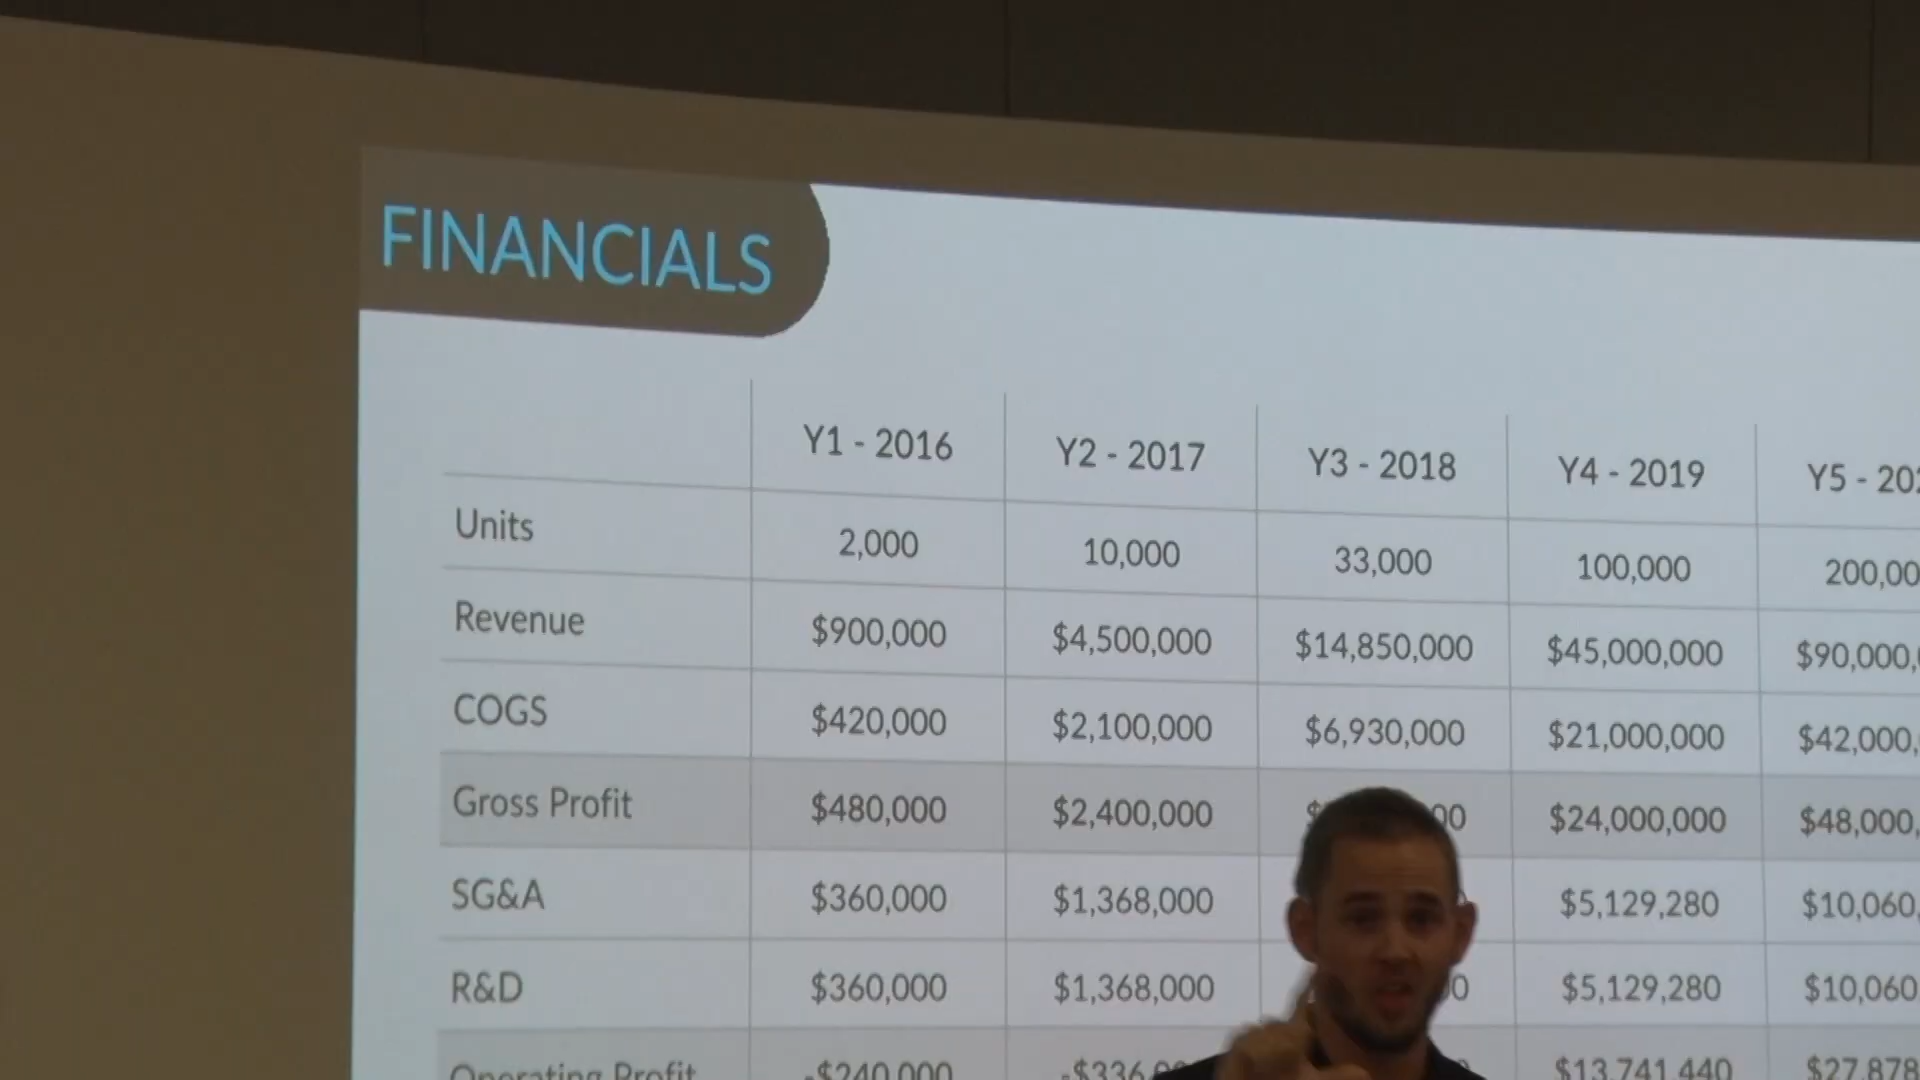 FINANCIALS
Y1 - 2016 Y2 - 2017 Y3 - 2018 Y4 - 2019 Y5 -
Units 2,000 10,000 33,000 100,000
Revenue $900,000 $4,500,000 $14,850,000 $45,000,000
COGS $420,000 $2,100,000 $6,930,000 $21,000,000
Gross Profit $480,000 $2,400,000 $24,000,000
SG&A $360,000 $1,368,000 $5,129,280
R&D $360,000 $1,368,000 $5,129,280
Operating Profit -$240,000 $13,741,440